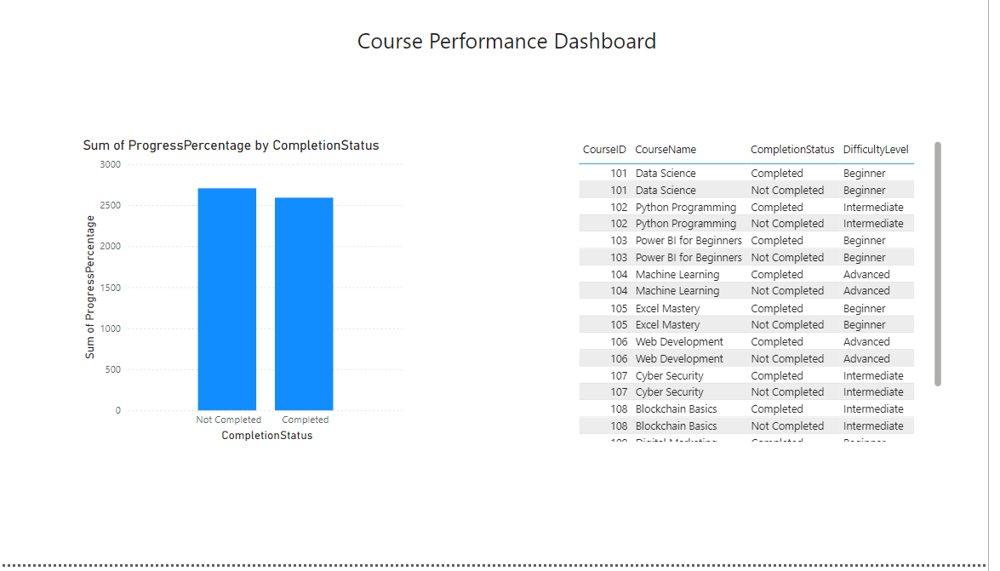 Course Performance Dashboard
Sum of ProgressPercentage by CompletionStatus
3000
2500
2000
1500
1000
500
0
Sum of ProgressPercentage
Not Completed Completed
CompletionStatus
CourseID CourseName CompletionStatus DifficultyLevel
101 Data Science Completed Beginner
101 Data Science Not Completed Beginner
102 Python Programming Completed Intermediate
102 Python Programming Not Completed Intermediate
103 Power BI for Beginners Completed Beginner
103 Power BI for Beginners Not Completed Beginner
104 Machine Learning Completed Advanced
104 Machine Learning Not Completed Advanced
105 Excel Mastery Completed Beginner
105 Excel Mastery Not Completed Beginner
106 Web Development Completed Advanced
106 Web Development Not Completed Advanced
107 Cyber Security Completed Intermediate
107 Cyber Security Not Completed Intermediate
108 Blockchain Basics Completed Intermediate
108 Blockchain Basics Not Completed Intermediate
109 Digital Marketing Completed Beginner